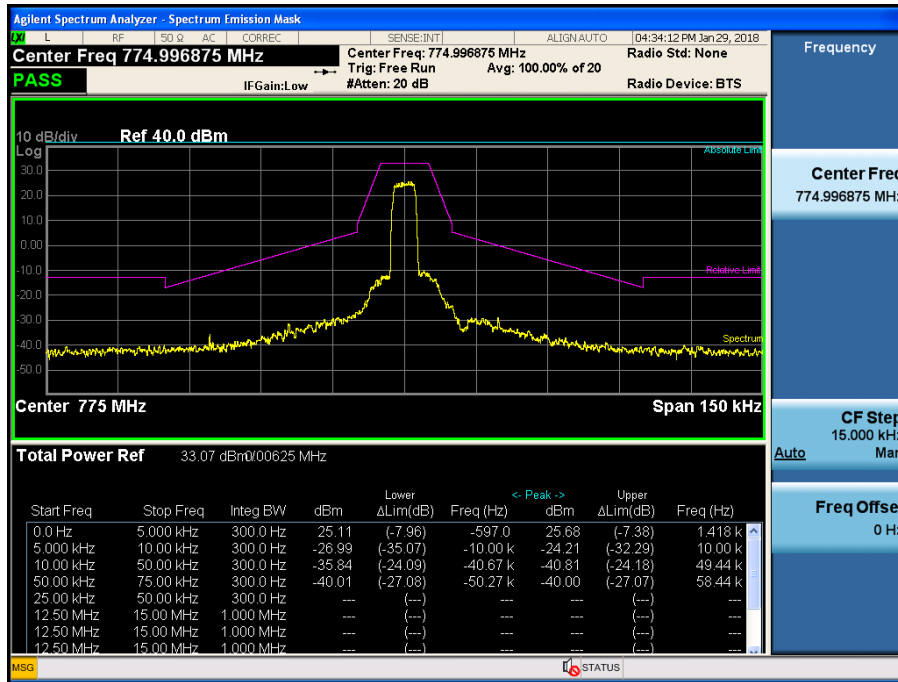 Agilent Spectrum Analyzer - Spectrum Emission Mask
LXI L RF 50 Ω AC CORREC SENSE:INT ALIGN AUTO 04:34:12 PM Jan 29, 2018
Center Freq 774.996875 MHz Center Freq: 774.996875 MHz Radio Std: None
Trig: Free Run Avg: 100.00% of 20
PASS IFGain:Low #Atten: 20 dB Radio Device: BTS
10 dB/div Ref 40.0 dBm
Log
Absolute Limit
30.0
20.0
10.0
0.00
-10.0
Relative Limit
-20.0
-30.0
-40.0
Spectrum
-50.0
Center 775 MHz Span 150 kHz
Total Power Ref 33.07 dBm/0.00625 MHz
Lower <- Peak -> Upper
Start Freq Stop Freq Integ BW dBm ΔLim(dB) Freq (Hz) dBm ΔLim(dB) Freq (Hz)
0.0 Hz 5.000 kHz 300.0 Hz 25.11 (-7.96) -597.0 25.68 (-7.38) 1.418 k
5.000 kHz 10.00 kHz 300.0 Hz -26.99 (-35.07) -10.00 k -24.21 (-32.29) 10.00 k
10.00 kHz 50.00 kHz 300.0 Hz -35.84 (-24.09) -40.67 k -40.81 (-24.18) 49.44 k
50.00 kHz 75.00 kHz 300.0 Hz -40.01 (-27.08) -50.27 k -40.00 (-27.07) 58.44 k
25.00 kHz 50.00 kHz 300.0 Hz --- (---) --- --- (---) ---
12.50 MHz 15.00 MHz 1.000 MHz --- (---) --- --- (---) ---
12.50 MHz 15.00 MHz 1.000 MHz --- (---) --- --- (---) ---
12.50 MHz 15.00 MHz 1.000 MHz --- (---) --- --- (---) ---
MSG STATUS
Frequency
Center Freq
774.996875 MHz
CF Step
15.000 kHz
Auto Man
Freq Offse
0 Hz